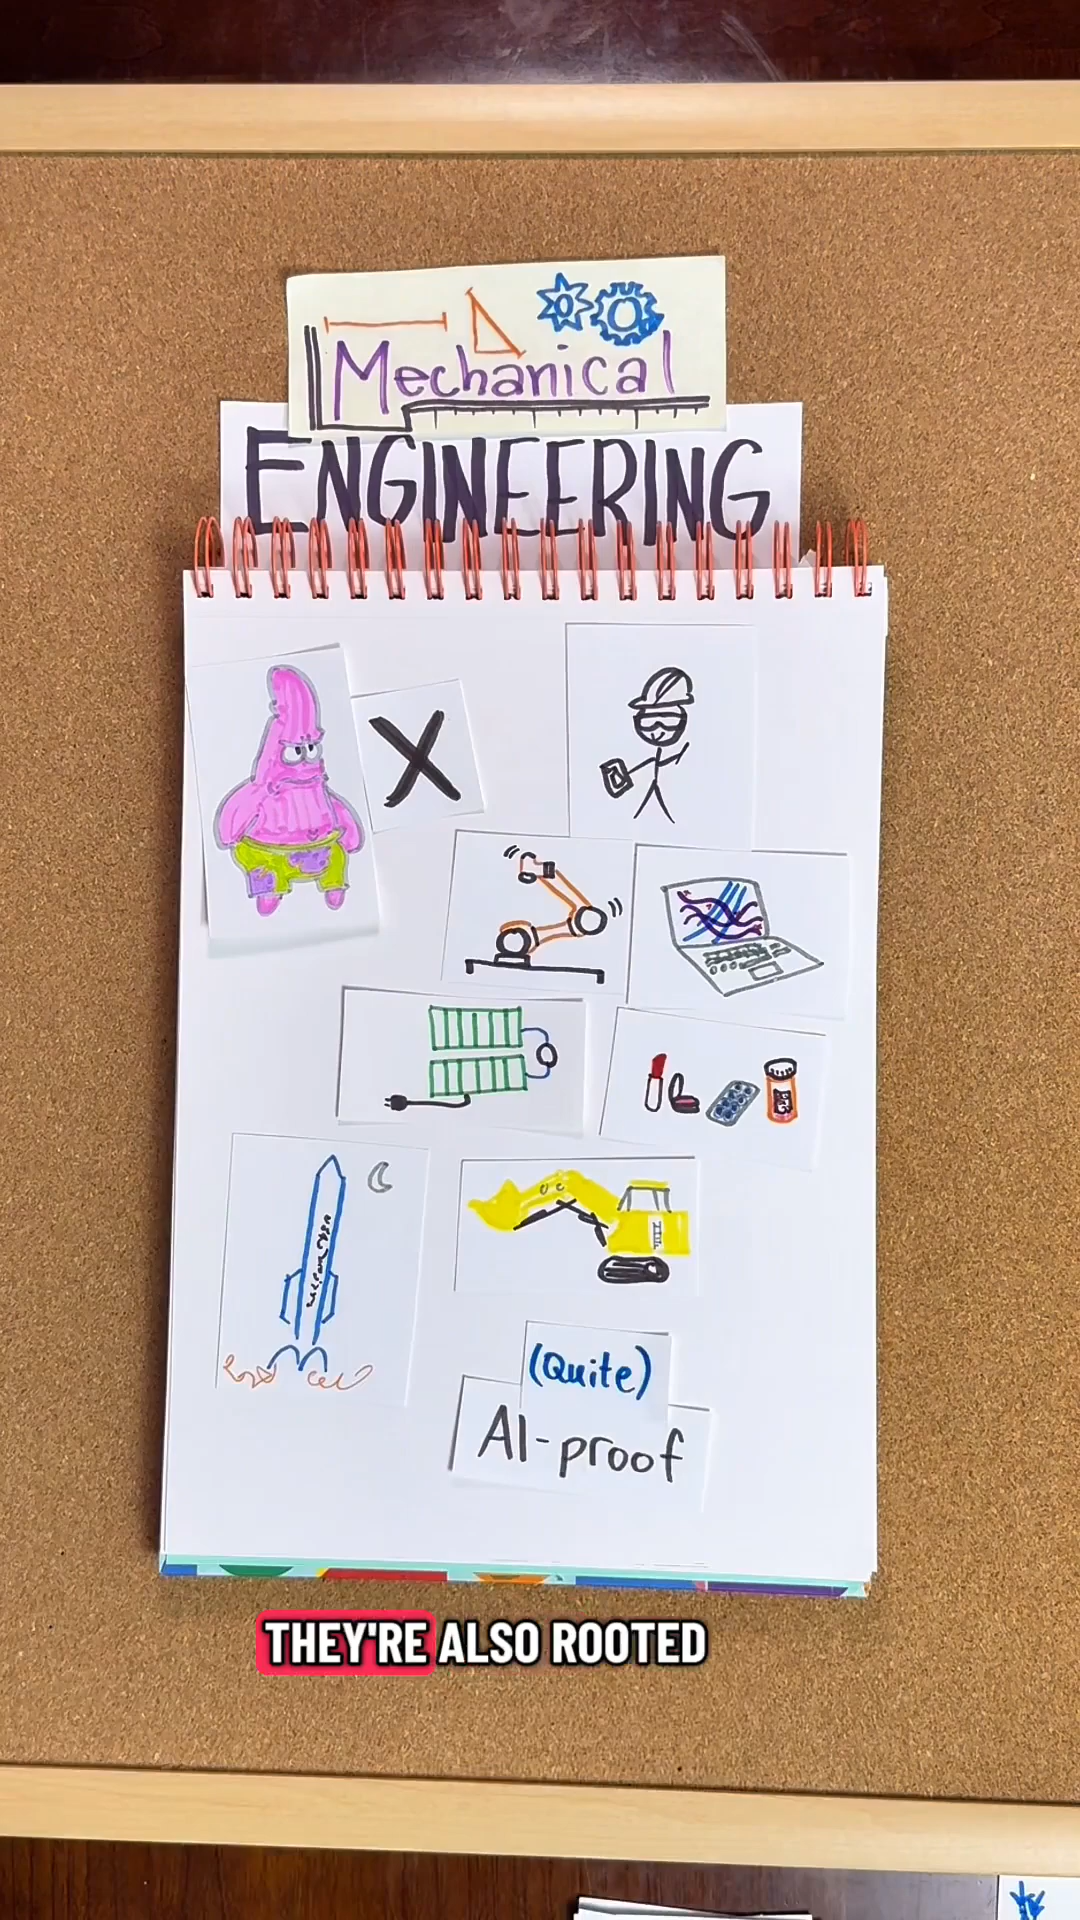 Mechanical
ENGINEERING
X
(Quite)
AI-proof
THEY'RE ALSO ROOTED